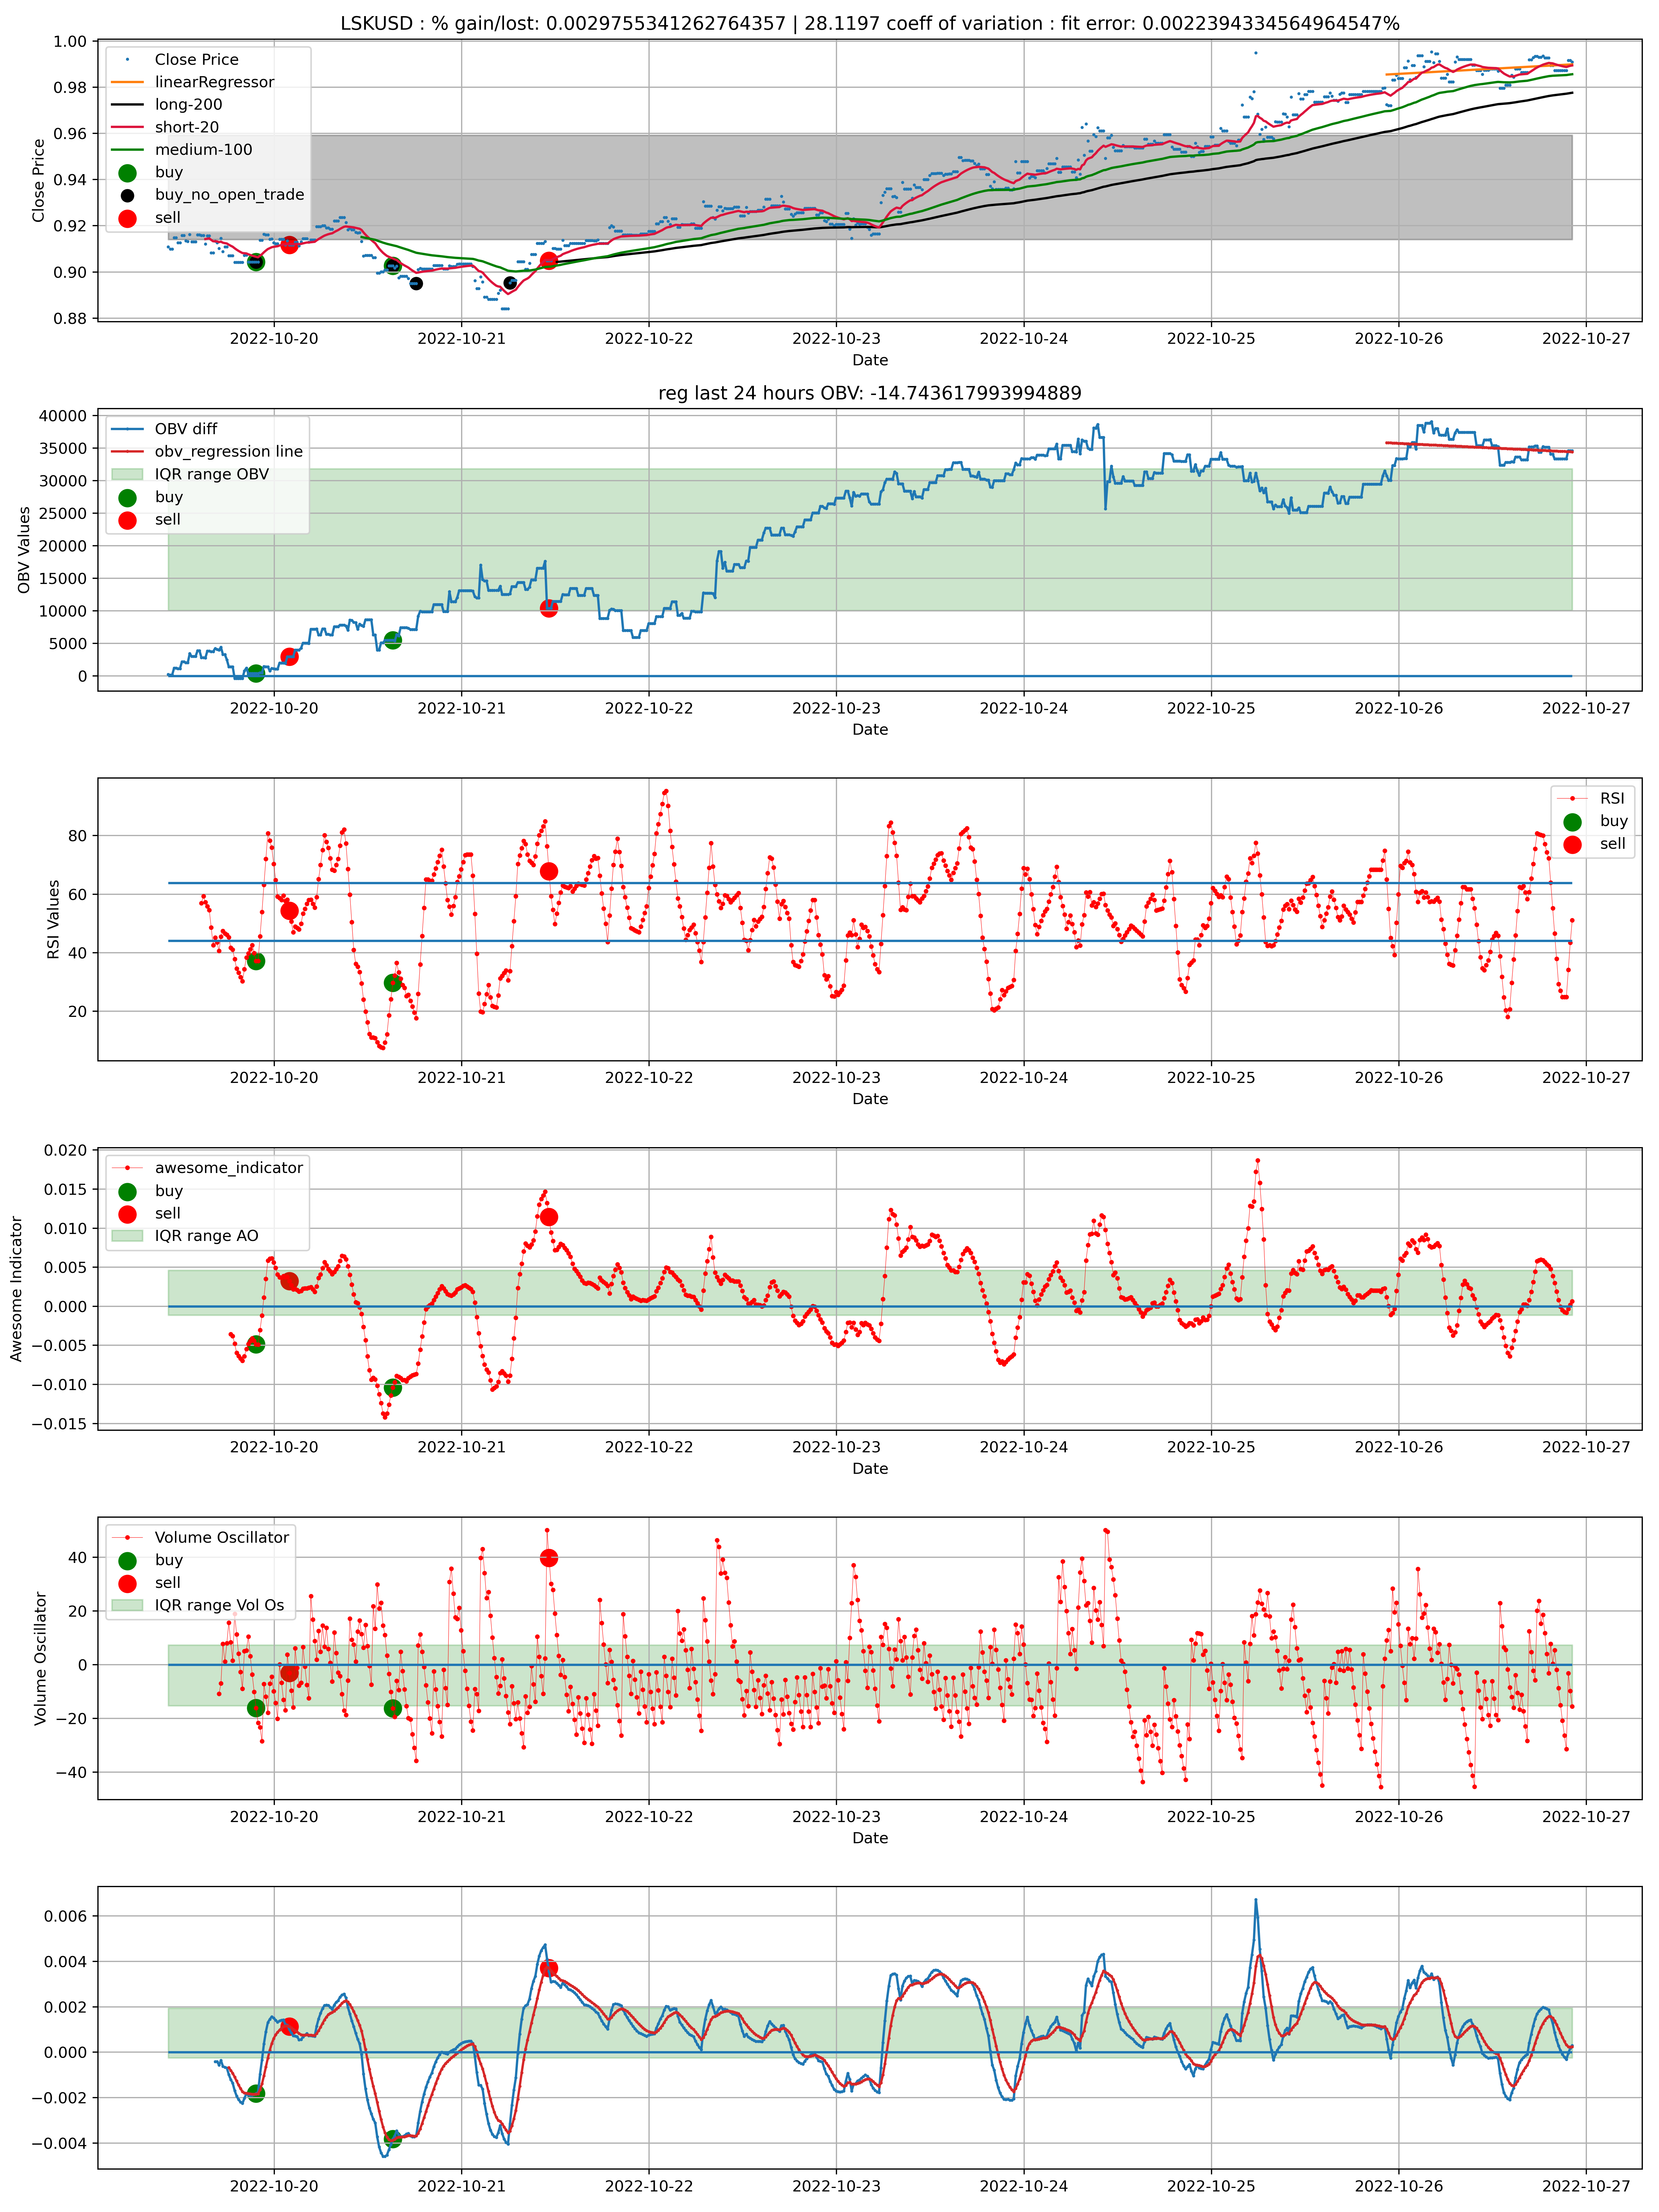 LSKUSD : % gain/lost: 0.0029755341262764357 | 28.1197 coeff of variation : fit error: 0.0022394334564964547%
Close Price
1.00
0.98
0.96
0.94
0.92
0.90
0.88
Close Price
linearRegressor
long-200
short-20
medium-100
buy
buy_no_open_trade
sell
2022-10-20 2022-10-21 2022-10-22 2022-10-23 2022-10-24 2022-10-25 2022-10-26 2022-10-27
Date
reg last 24 hours OBV: -14.743617993994889
OBV Values
40000
35000
30000
25000
20000
15000
10000
5000
0
OBV diff
obv_regression line
IQR range OBV
buy
sell
2022-10-20 2022-10-21 2022-10-22 2022-10-23 2022-10-24 2022-10-25 2022-10-26 2022-10-27
Date
RSI Values
80
60
40
20
RSI
buy
sell
2022-10-20 2022-10-21 2022-10-22 2022-10-23 2022-10-24 2022-10-25 2022-10-26 2022-10-27
Date
Awesome Indicator
0.020
0.015
0.010
0.005
0.000
−0.005
−0.010
−0.015
awesome_indicator
buy
sell
IQR range AO
2022-10-20 2022-10-21 2022-10-22 2022-10-23 2022-10-24 2022-10-25 2022-10-26 2022-10-27
Date
Volume Oscillator
40
20
0
−20
−40
Volume Oscillator
buy
sell
IQR range Vol Os
2022-10-20 2022-10-21 2022-10-22 2022-10-23 2022-10-24 2022-10-25 2022-10-26 2022-10-27
Date
0.006
0.004
0.002
0.000
−0.002
−0.004
2022-10-20 2022-10-21 2022-10-22 2022-10-23 2022-10-24 2022-10-25 2022-10-26 2022-10-27